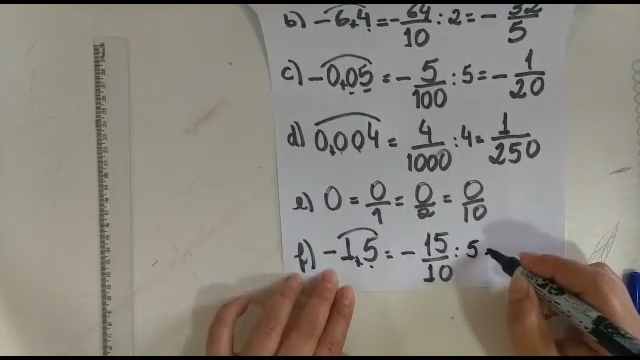 b) -6,4 = -64/10 : 2 = -32/5
c) -0,05 = -5/100 : 5 = -1/20
d) 0,004 = 4/1000 : 4 = 1/250
e) 0 = 0/1 = 0/2 = 0/10
f) -1,5 = -15/10 : 5